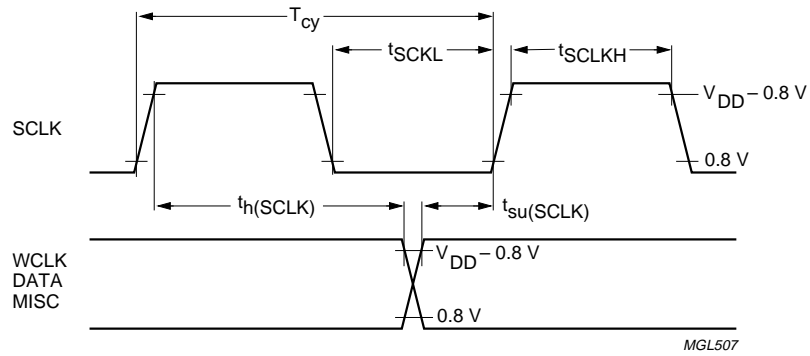 Tcy
tSCKL
tSCLKH
VDD – 0.8 V
SCLK
0.8 V
th(SCLK)
tsu(SCLK)
WCLK
DATA
MISC
VDD – 0.8 V
0.8 V
MGL507